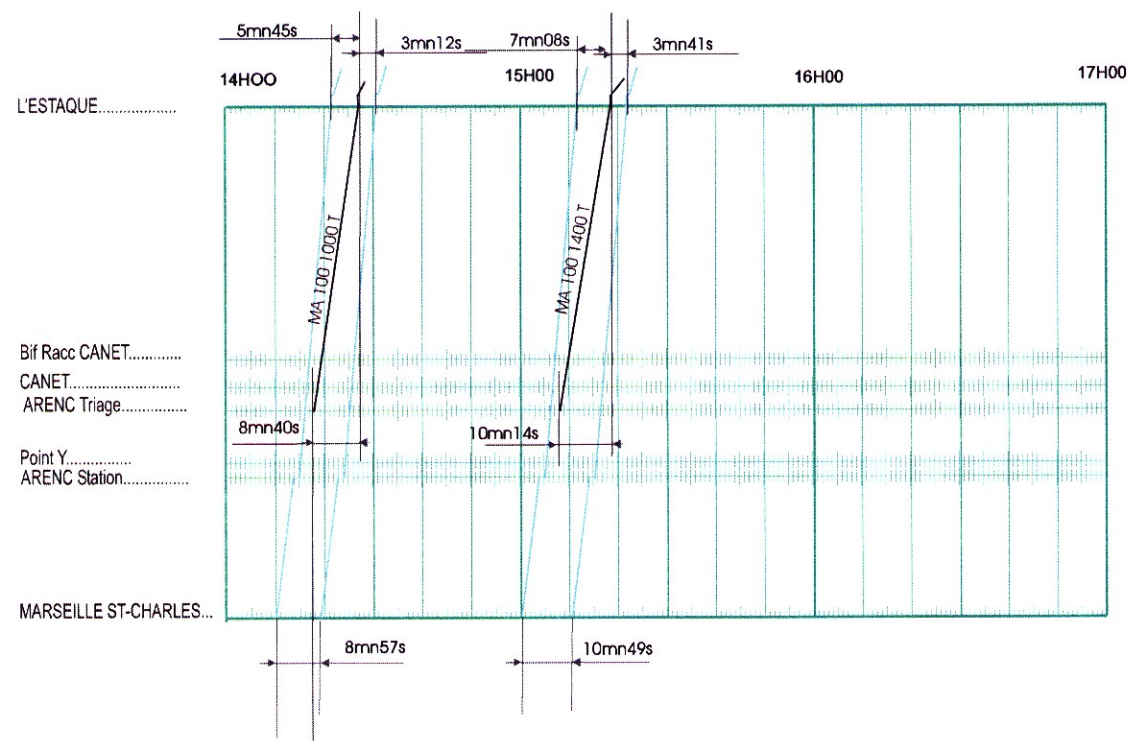 5mn45s
3mn12s
7mn08s
3mn41s
14HOO
15H00
16H00
17H00
L'ESTAQUE...................
MA 100 1000 T
MA 100 1400 T
Bif Racc CANET.............
CANET...........................
ARENC Triage................
8mn40s
10mn14s
Point Y................
ARENC Station................
MARSEILLE ST-CHARLES...
8mn57s
10mn49s